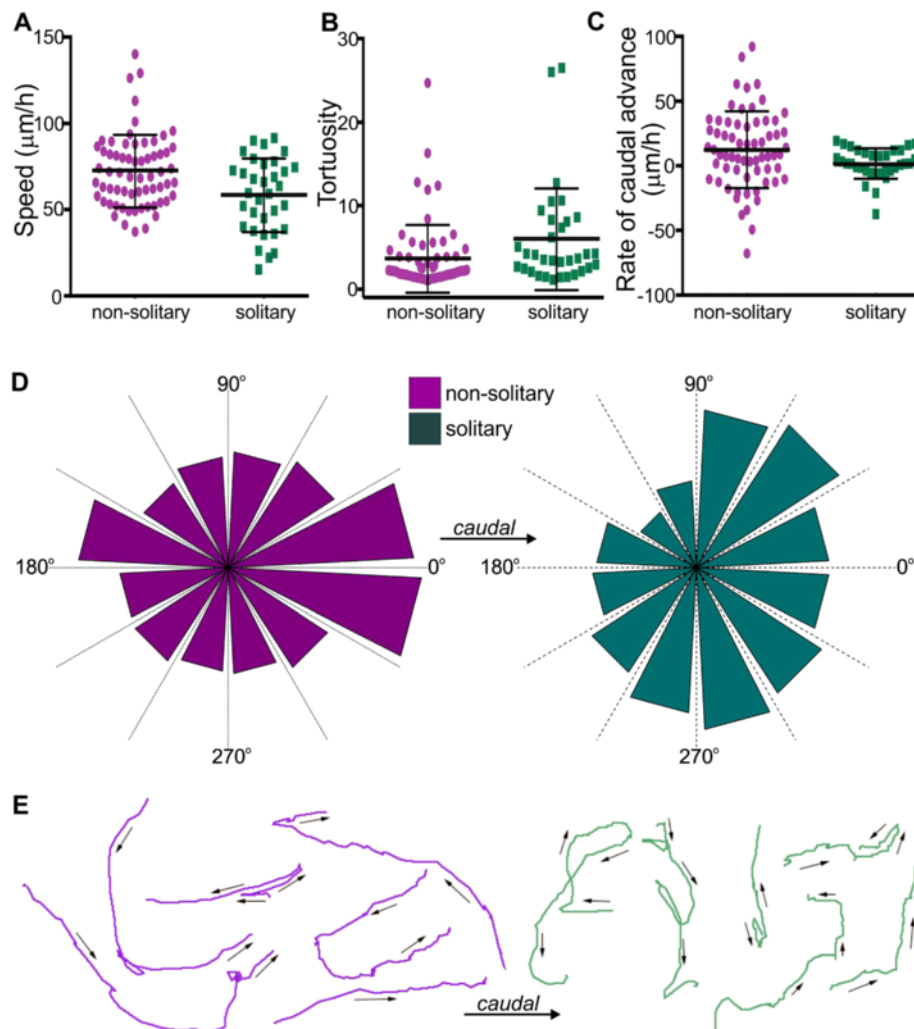 A
Speed (µm/h)
150
100
50
0
non-solitary
solitary
B
Tortuosity
30
20
10
0
non-solitary
solitary
C
Rate of caudal advance
(µm/h)
100
50
0
-50
-100
non-solitary
solitary
D
non-solitary
solitary
90°
180°
0°
270°
caudal
90°
180°
0°
270°
E
caudal